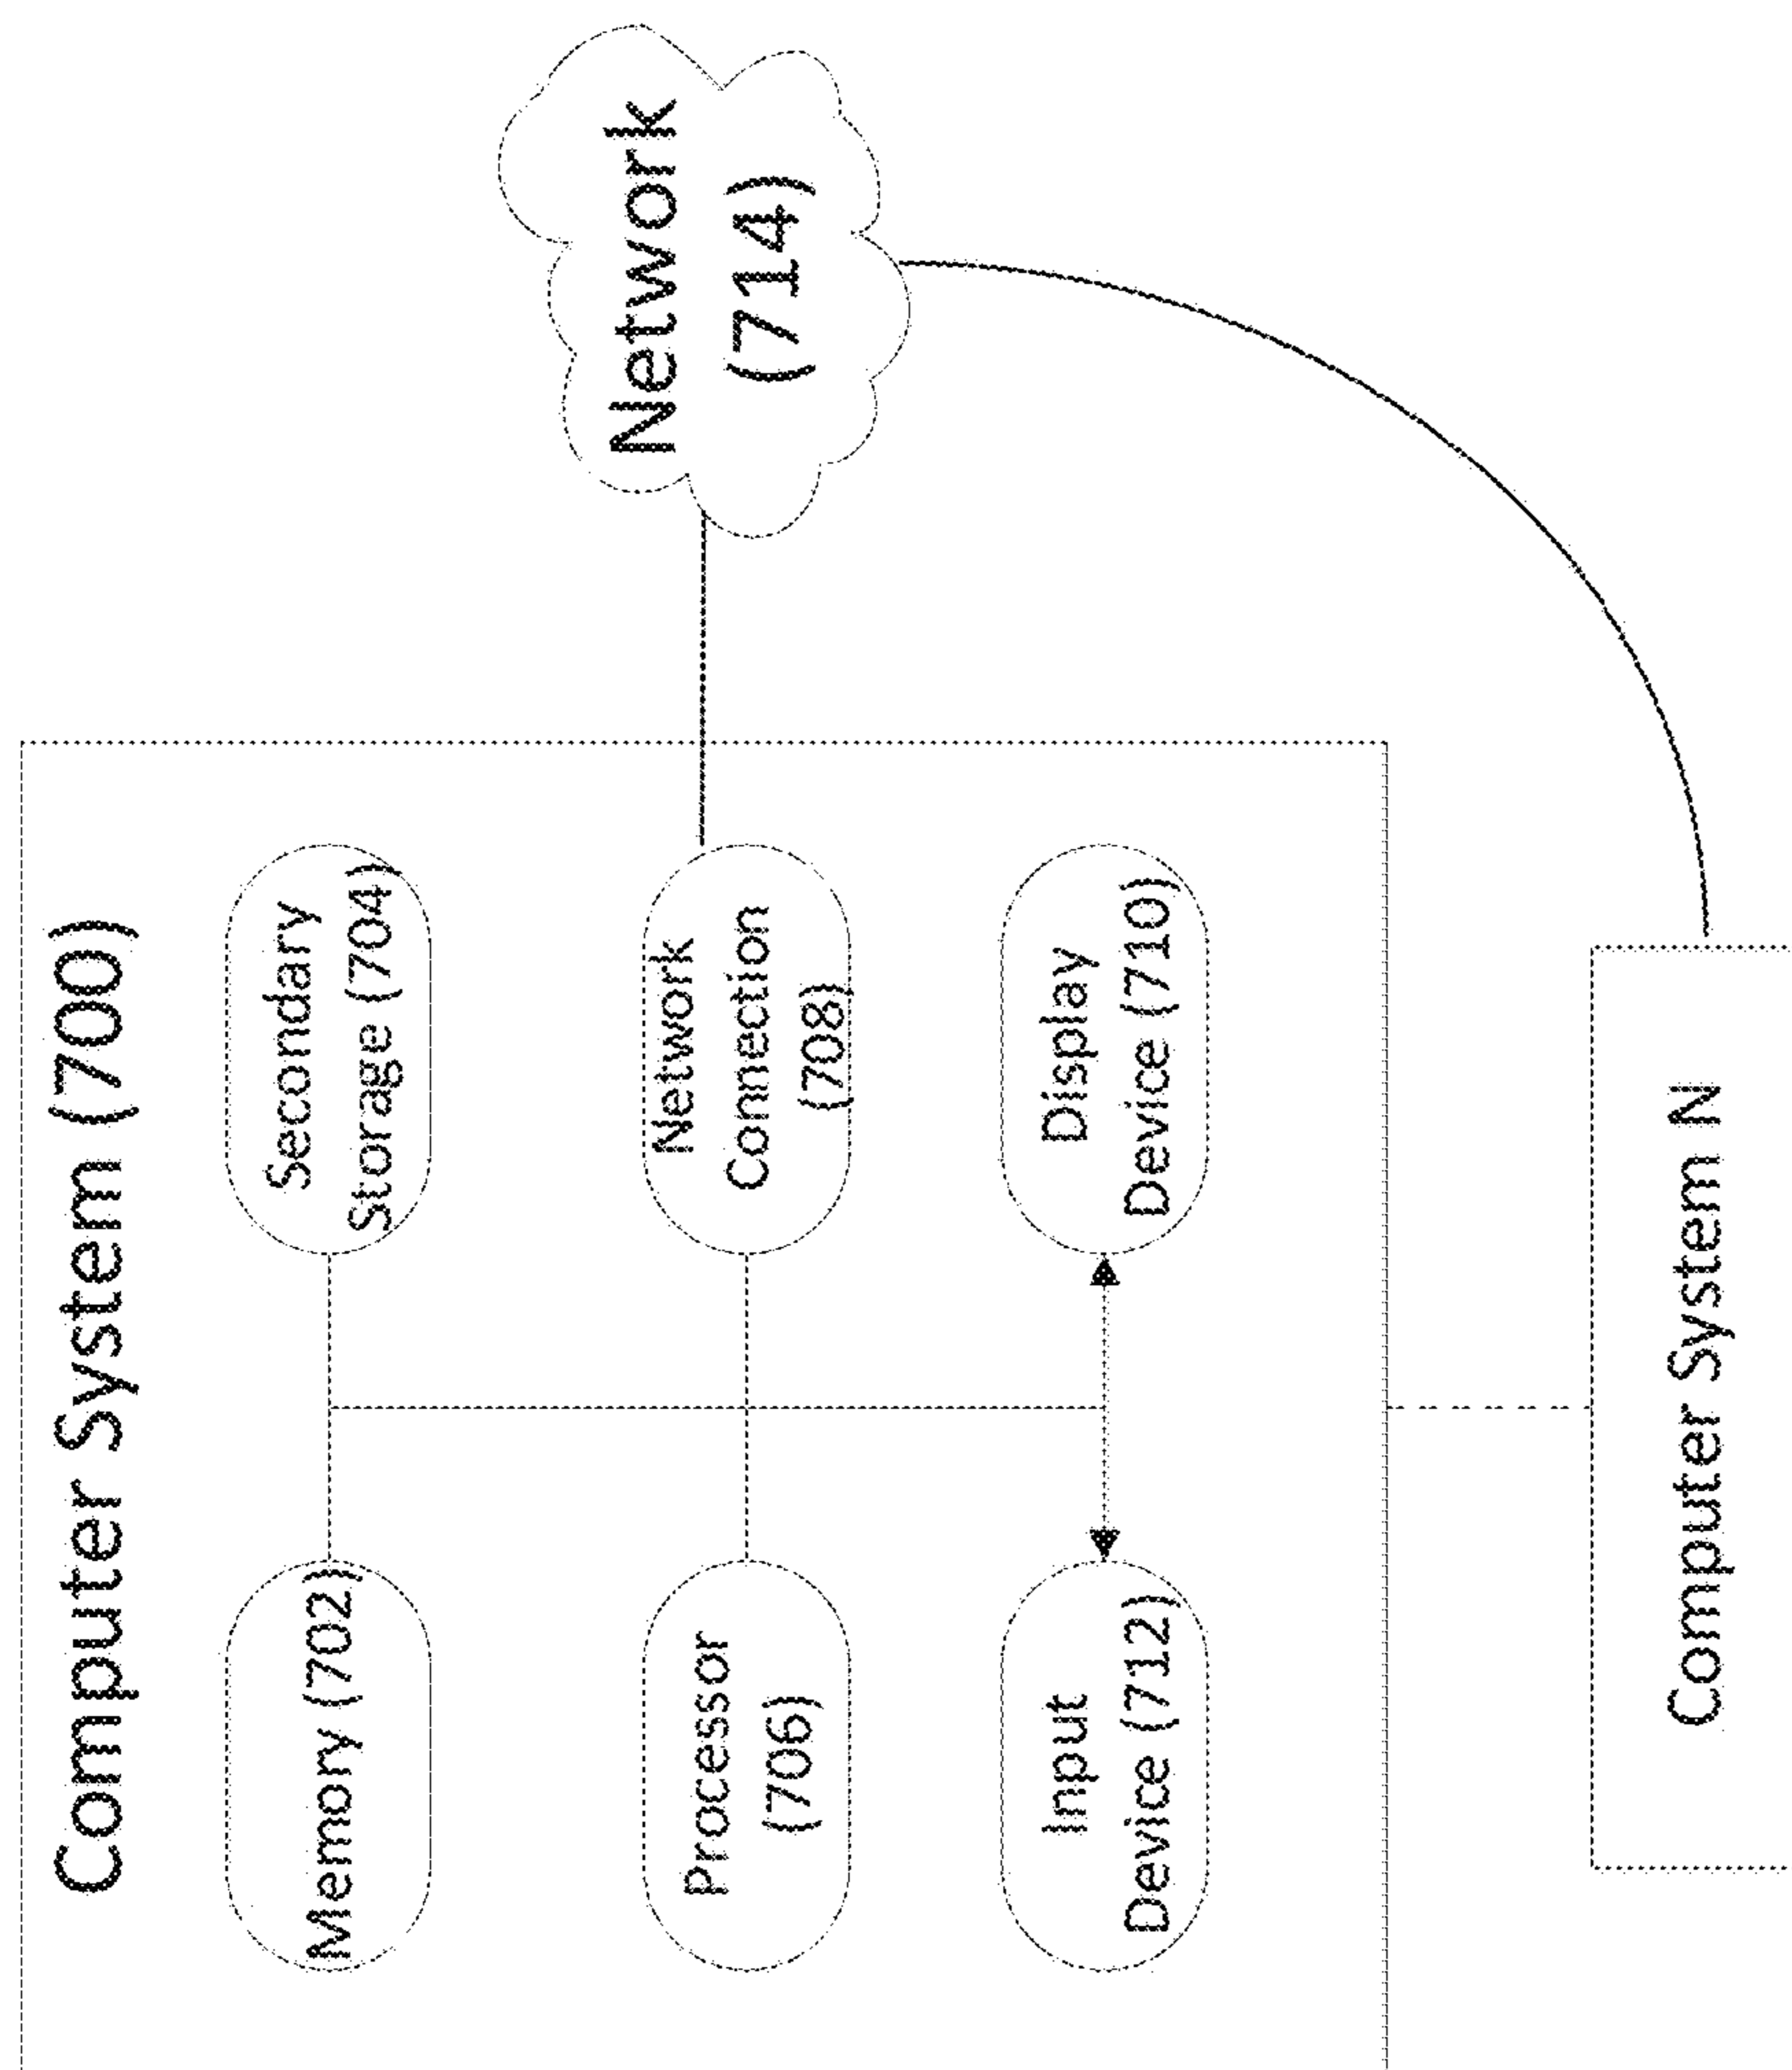 Computer System (700)
Memory (702)
Secondary
Storage (704)
Processor
(706)
Network
Connection
(708)
Input
Device (712)
Display
Device (710)
Network
(714)
Computer System N